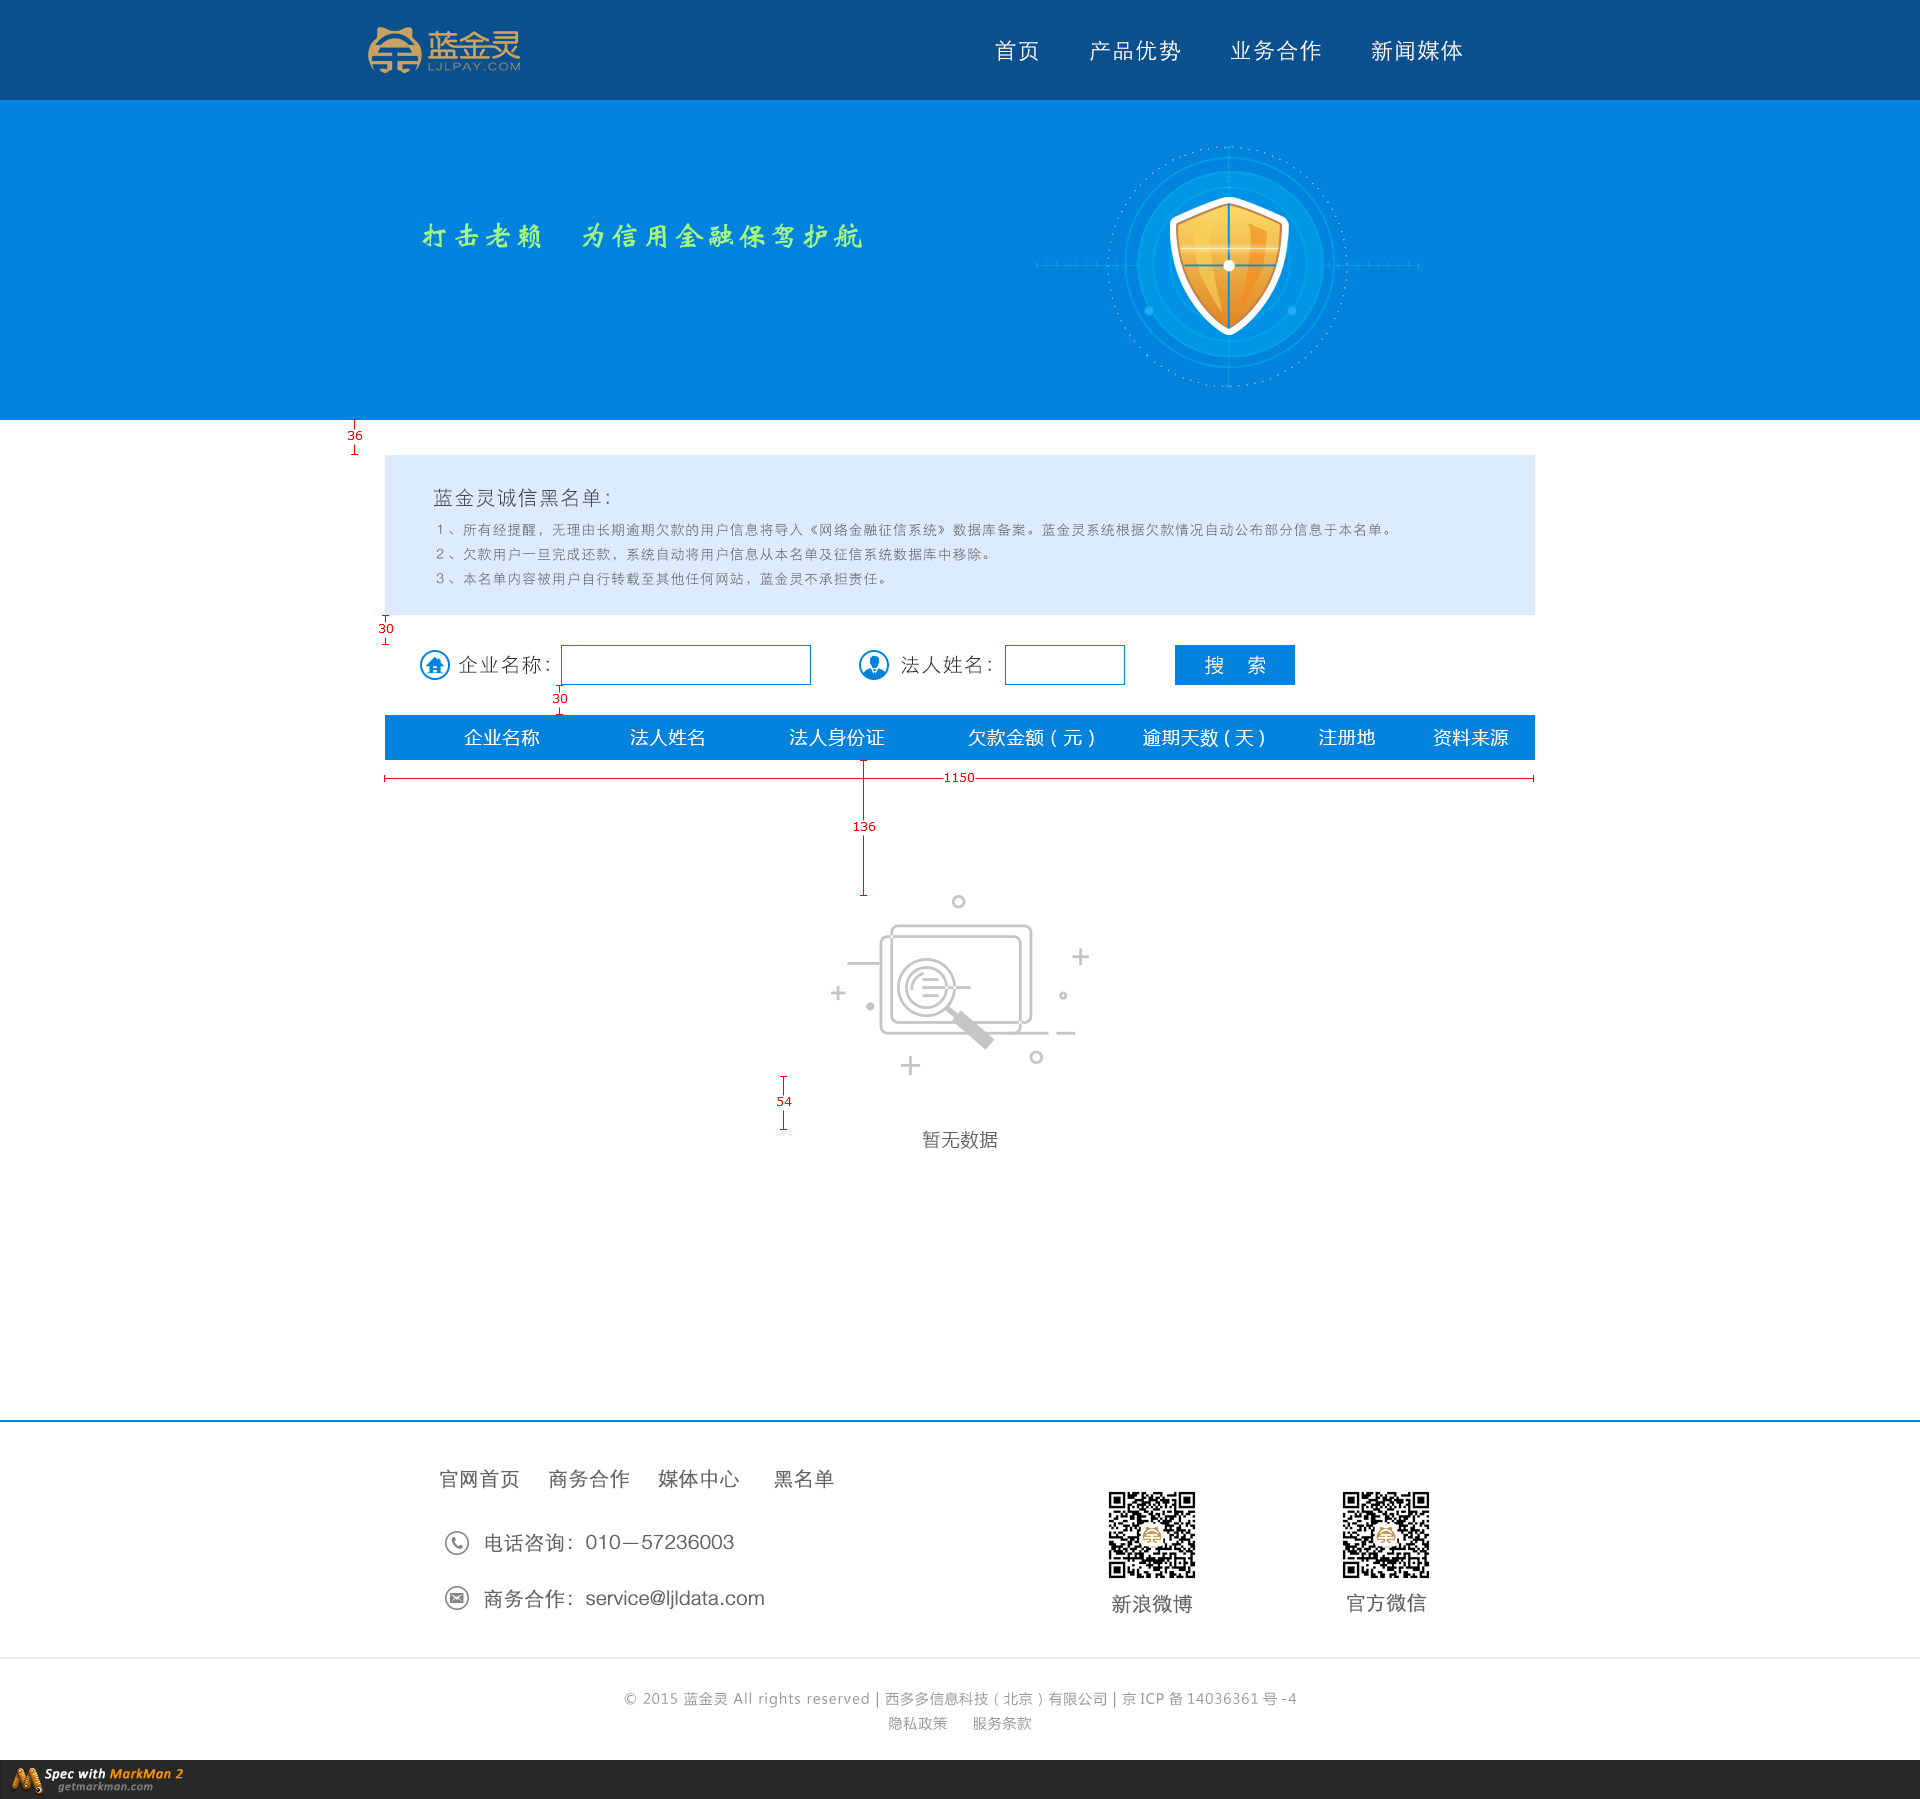 蓝金灵
LJLPAY.COM
首页 产品优势 业务合作 新闻媒体
打击老赖 为信用金融保驾护航
36
蓝金灵诚信黑名单：
1、所有经提醒，无理由长期逾期欠款的用户信息将导入《网络金融征信系统》数据库备案。蓝金灵系统根据欠款情况自动公布部分信息于本名单。
2、欠款用户一旦完成还款，系统自动将用户信息从本名单及征信系统数据库中移除。
3、本名单内容被用户自行转载至其他任何网站，蓝金灵不承担责任。
30
企业名称： 法人姓名： 搜 索
30
企业名称 法人姓名 法人身份证 欠款金额（元） 逾期天数（天） 注册地 资料来源
1150
136
54
暂无数据
官网首页 商务合作 媒体中心 黑名单
电话咨询：010—57236003
商务合作：service@ljldata.com
新浪微博 官方微信
© 2015 蓝金灵 All rights reserved | 西多多信息科技（北京）有限公司 | 京 ICP 备 14036361 号 -4
隐私政策 服务条款
Spec with MarkMan 2
getmarkman.com